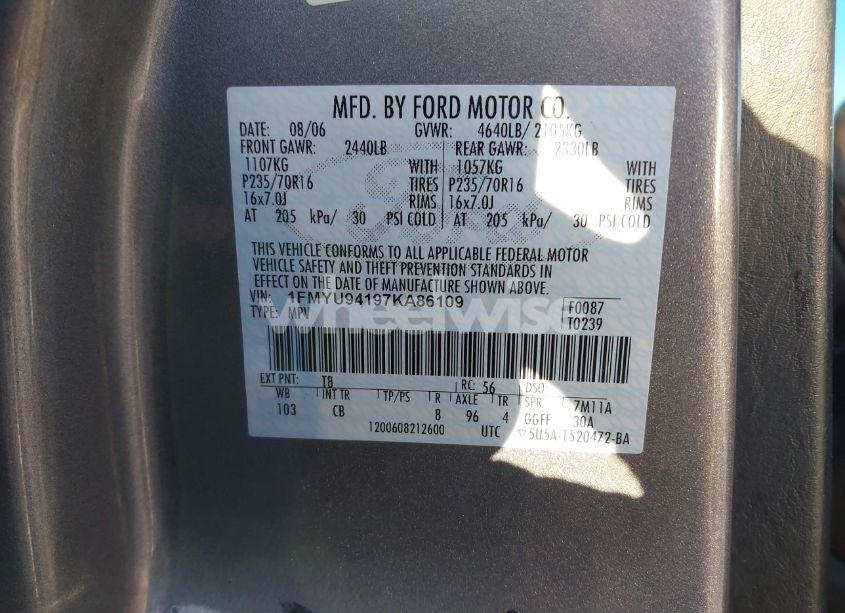 MFD. BY FORD MOTOR CO.
DATE: 08/06 GVWR: 4640LB/ 2105KG
FRONT GAWR: 2440LB REAR GAWR: 2330LB
1107KG WITH 1057KG WITH
P235/70R16 TIRES P235/70R16 TIRES
16x7.0J RIMS 16x7.0J RIMS
AT 205 kPa/ 30 PSI COLD AT 205 kPa/ 30 PSI COLD
THIS VEHICLE CONFORMS TO ALL APPLICABLE FEDERAL MOTOR
VEHICLE SAFETY AND THEFT PREVENTION STANDARDS IN
EFFECT ON THE DATE OF MANUFACTURE SHOWN ABOVE.
VIN: 1FMYU94197KA86109 F0087
TYPE: MPV T0239
wheelwise
EXT PNT: T8 RC: 56 DSO
WB INT TR TP/PS R AXLE TR SPR 7M11A
103 CB 8 96 4 GGFF 30A
1200608212600 UTC 5U5A-1520472-BA